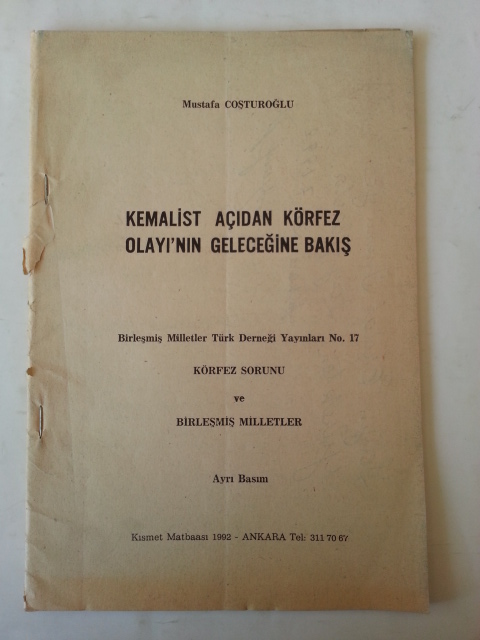 Mustafa COŞTUROĞLU
KEMALİST AÇIDAN KÖRFEZ
OLAYI'NIN GELECEĞİNE BAKIŞ
Birleşmiş Milletler Türk Derneği Yayınları No. 17
KÖRFEZ SORUNU
ve
BİRLEŞMİŞ MİLLETLER
Ayrı Basım
Kısmet Matbaası 1992 - ANKARA Tel: 311 70 67